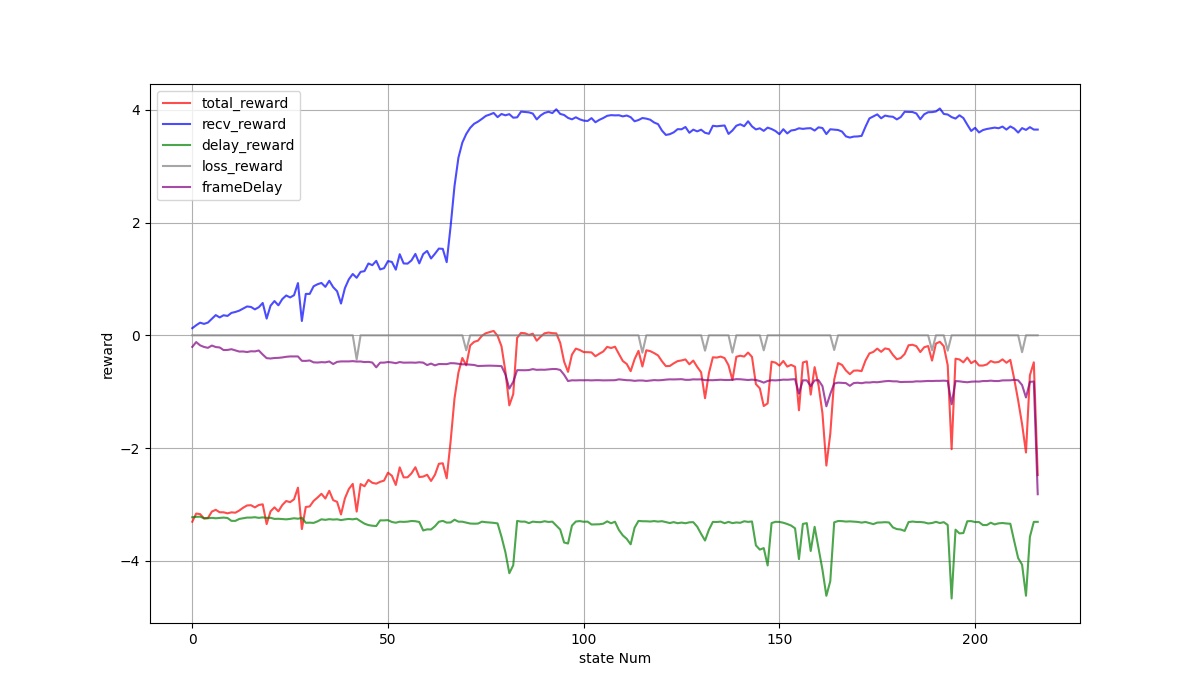 total_reward
recv_reward
delay_reward
loss_reward
frameDelay
4
2
0
−2
−4
reward
0 50 100 150 200
state Num